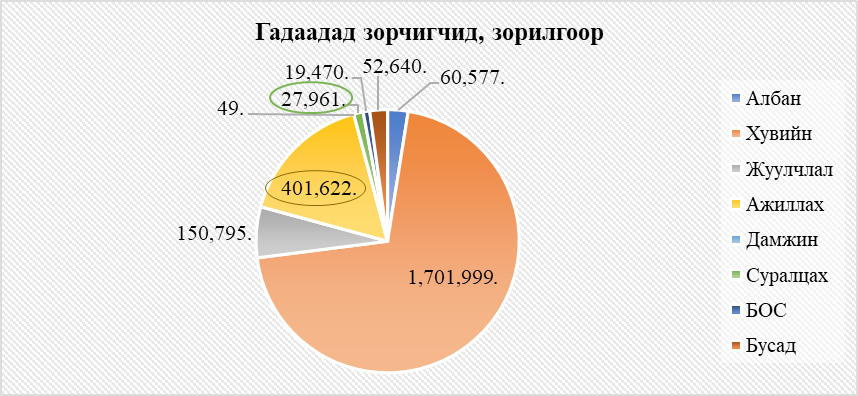 Гадаадад зорчигчид, зорилгоор
19,470.
52,640.
60,577.
27,961.
49.
401,622.
150,795.
1,701,999.
Албан
Хувийн
Жуулчлал
Ажиллах
Дамжин
Суралцах
БОС
Бусад